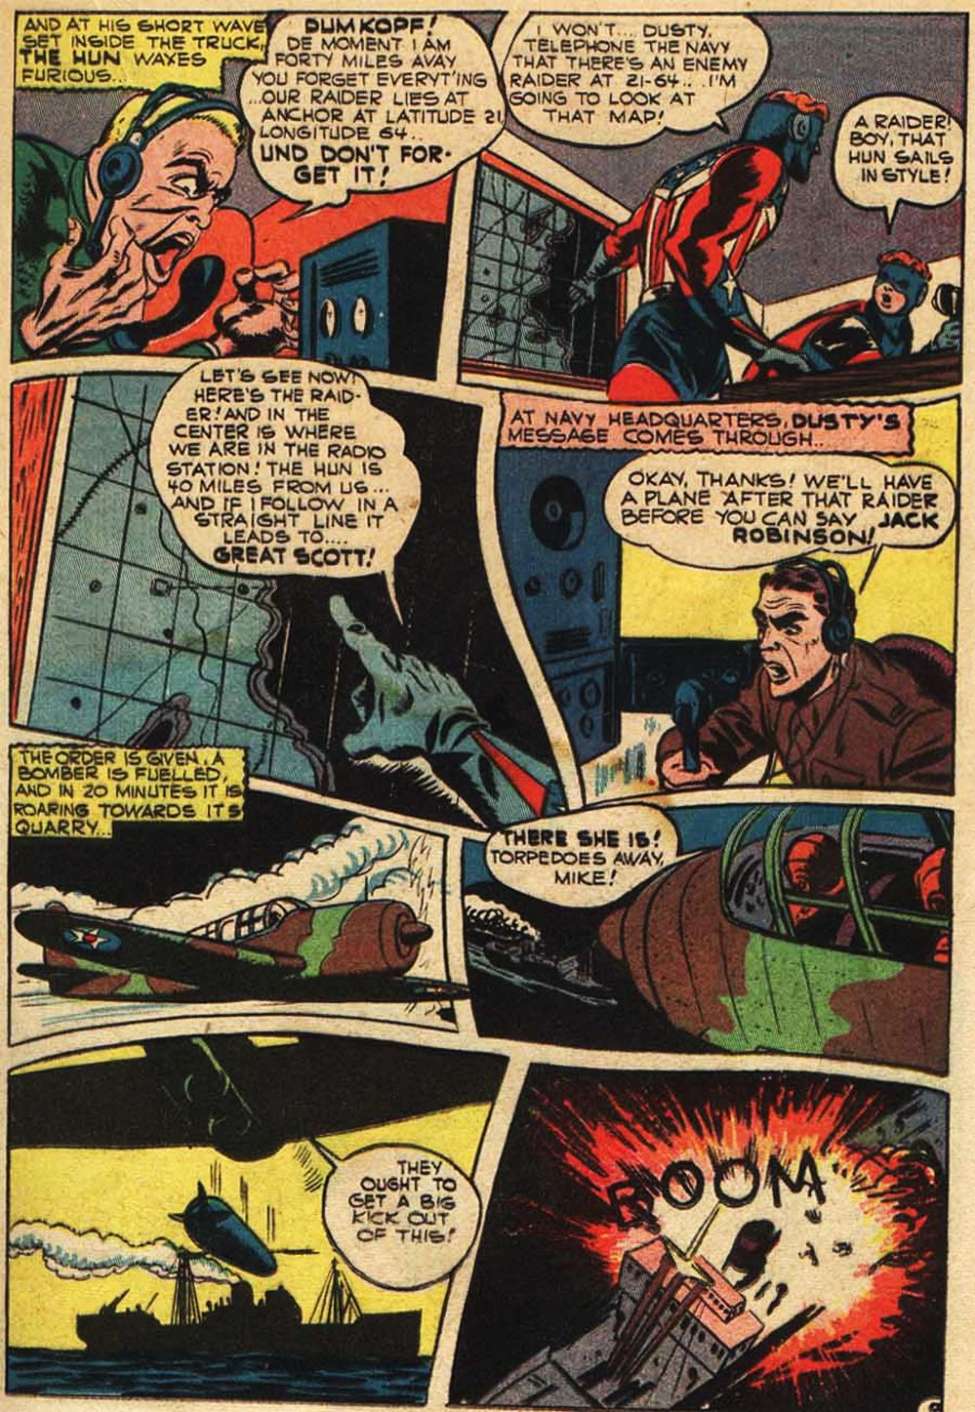 AND AT HIS SHORT WAVE
SET INSIDE THE TRUCK,
THE HUN WAXES
FURIOUS...
DUMKOPF!
DE MOMENT I AM
FORTY MILES AVAY
YOU FORGET EVERYT'ING
...OUR RAIDER LIES AT
ANCHOR AT LATITUDE 21,
LONGITUDE 64..
UND DON'T FOR-
GET IT!
I WON'T.... DUSTY,
TELEPHONE THE NAVY
THAT THERE'S AN ENEMY
RAIDER AT 21-64... I'M
GOING TO LOOK AT
THAT MAP!
A RAIDER!
BOY, THAT
HUN SAILS
IN STYLE!
LET'S SEE NOW!
HERE'S THE RAID-
ER! AND IN THE
CENTER IS WHERE
WE ARE IN THE RADIO
STATION! THE HUN IS
40 MILES FROM US...
AND IF I FOLLOW IN A
STRAIGHT LINE IT
LEADS TO....
GREAT SCOTT!
AT NAVY HEADQUARTERS, DUSTY'S
MESSAGE COMES THROUGH...
OKAY, THANKS! WE'LL HAVE
A PLANE AFTER THAT RAIDER
BEFORE YOU CAN SAY JACK
ROBINSON!
THE ORDER IS GIVEN, A
BOMBER IS FUELLED,
AND IN 20 MINUTES IT IS
ROARING TOWARDS IT'S
QUARRY...
THERE SHE IS!
TORPEDOES AWAY,
MIKE!
THEY
OUGHT TO
GET A BIG
KICK OUT
OF THIS!
BOOM